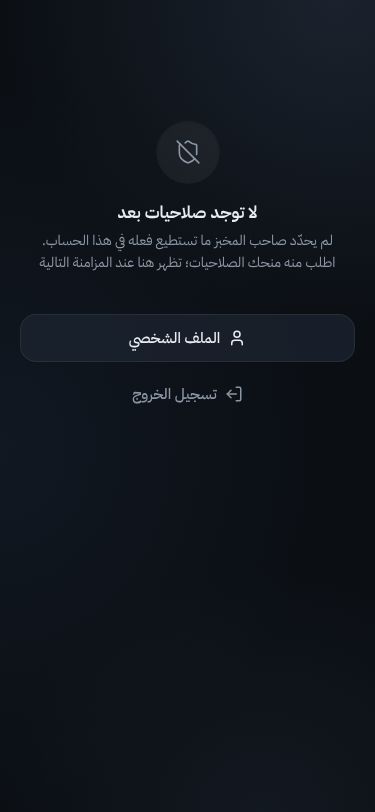 لا توجد صلاحيات بعد
لم يحدّد صاحب المخبز ما تستطيع فعله في هذا الحساب.
اطلب منه منحك الصلاحيات؛ تظهر هنا عند المزامنة التالية
الملف الشخصي
تسجيل الخروج